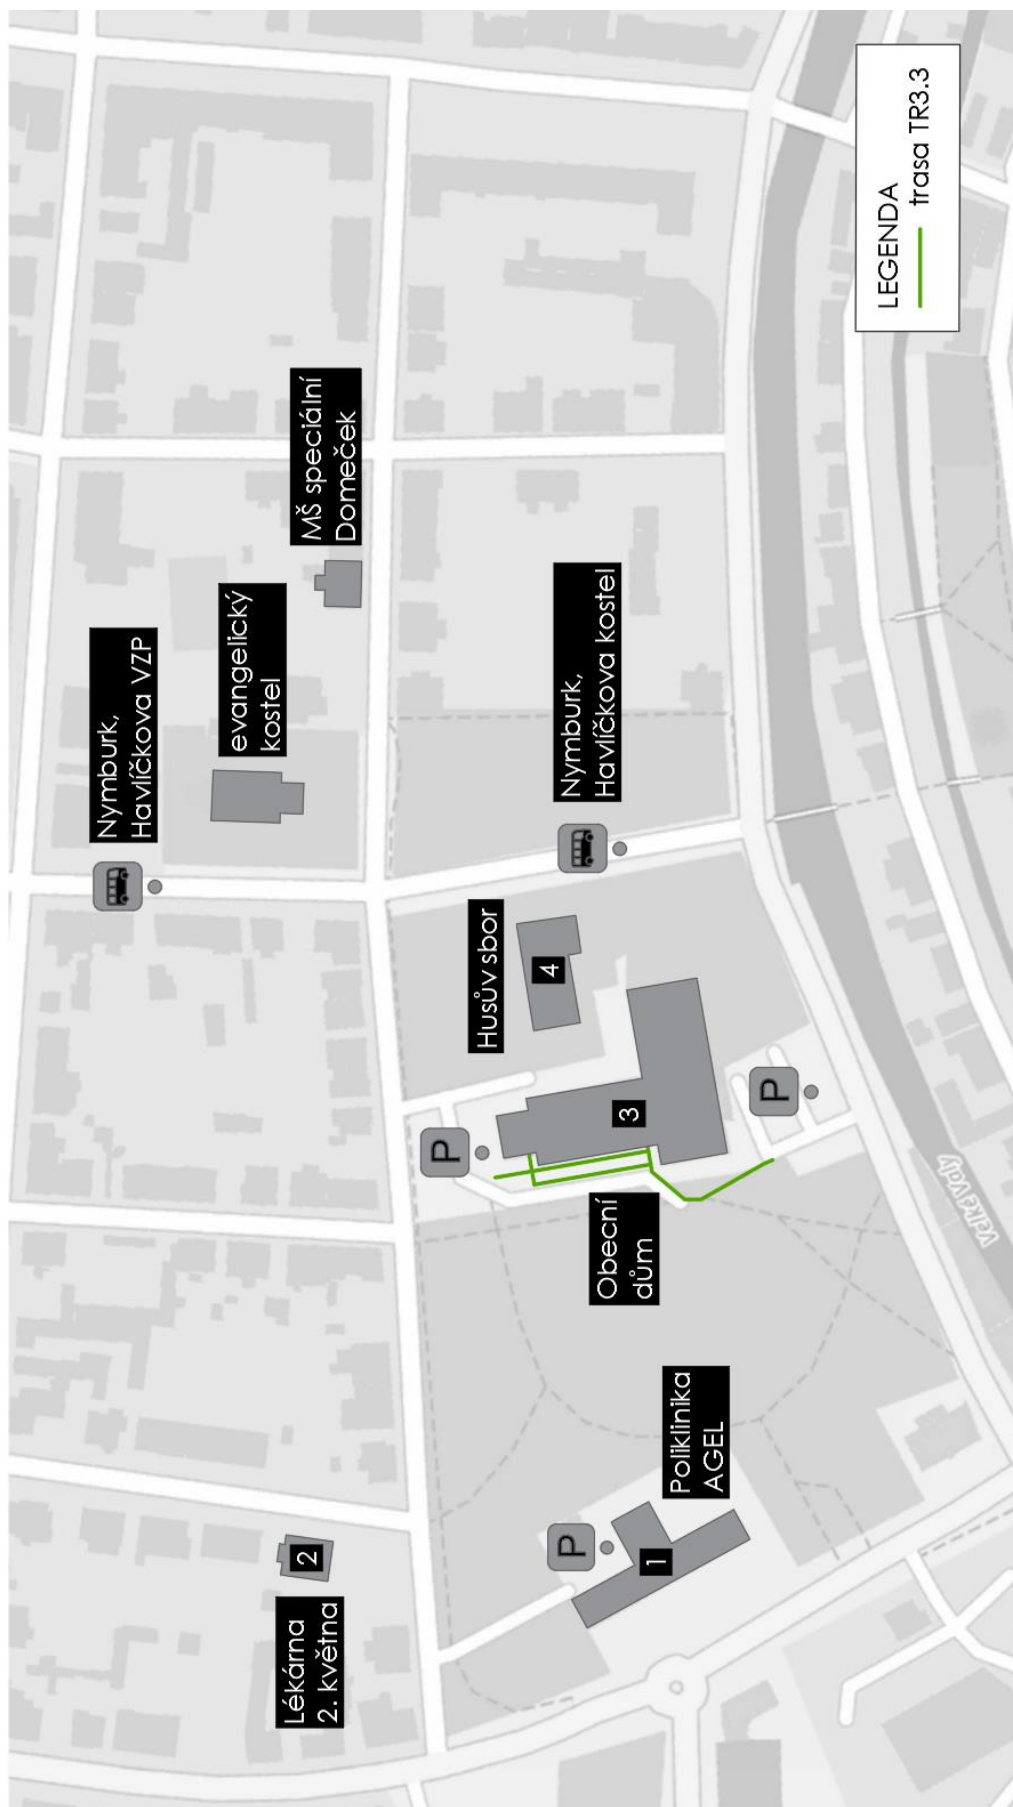 Lékárna
2. května
2
Nymburk,
Havlíčkova VZP
evangelický
kostel
MŠ speciální
Domeček
P
Husův sbor
4
Nymburk,
Havlíčkova kostel
P
1
Poliklinika
AGEL
Obecní
dům
3
P
Velké Valy
LEGENDA
trasa TR3.3